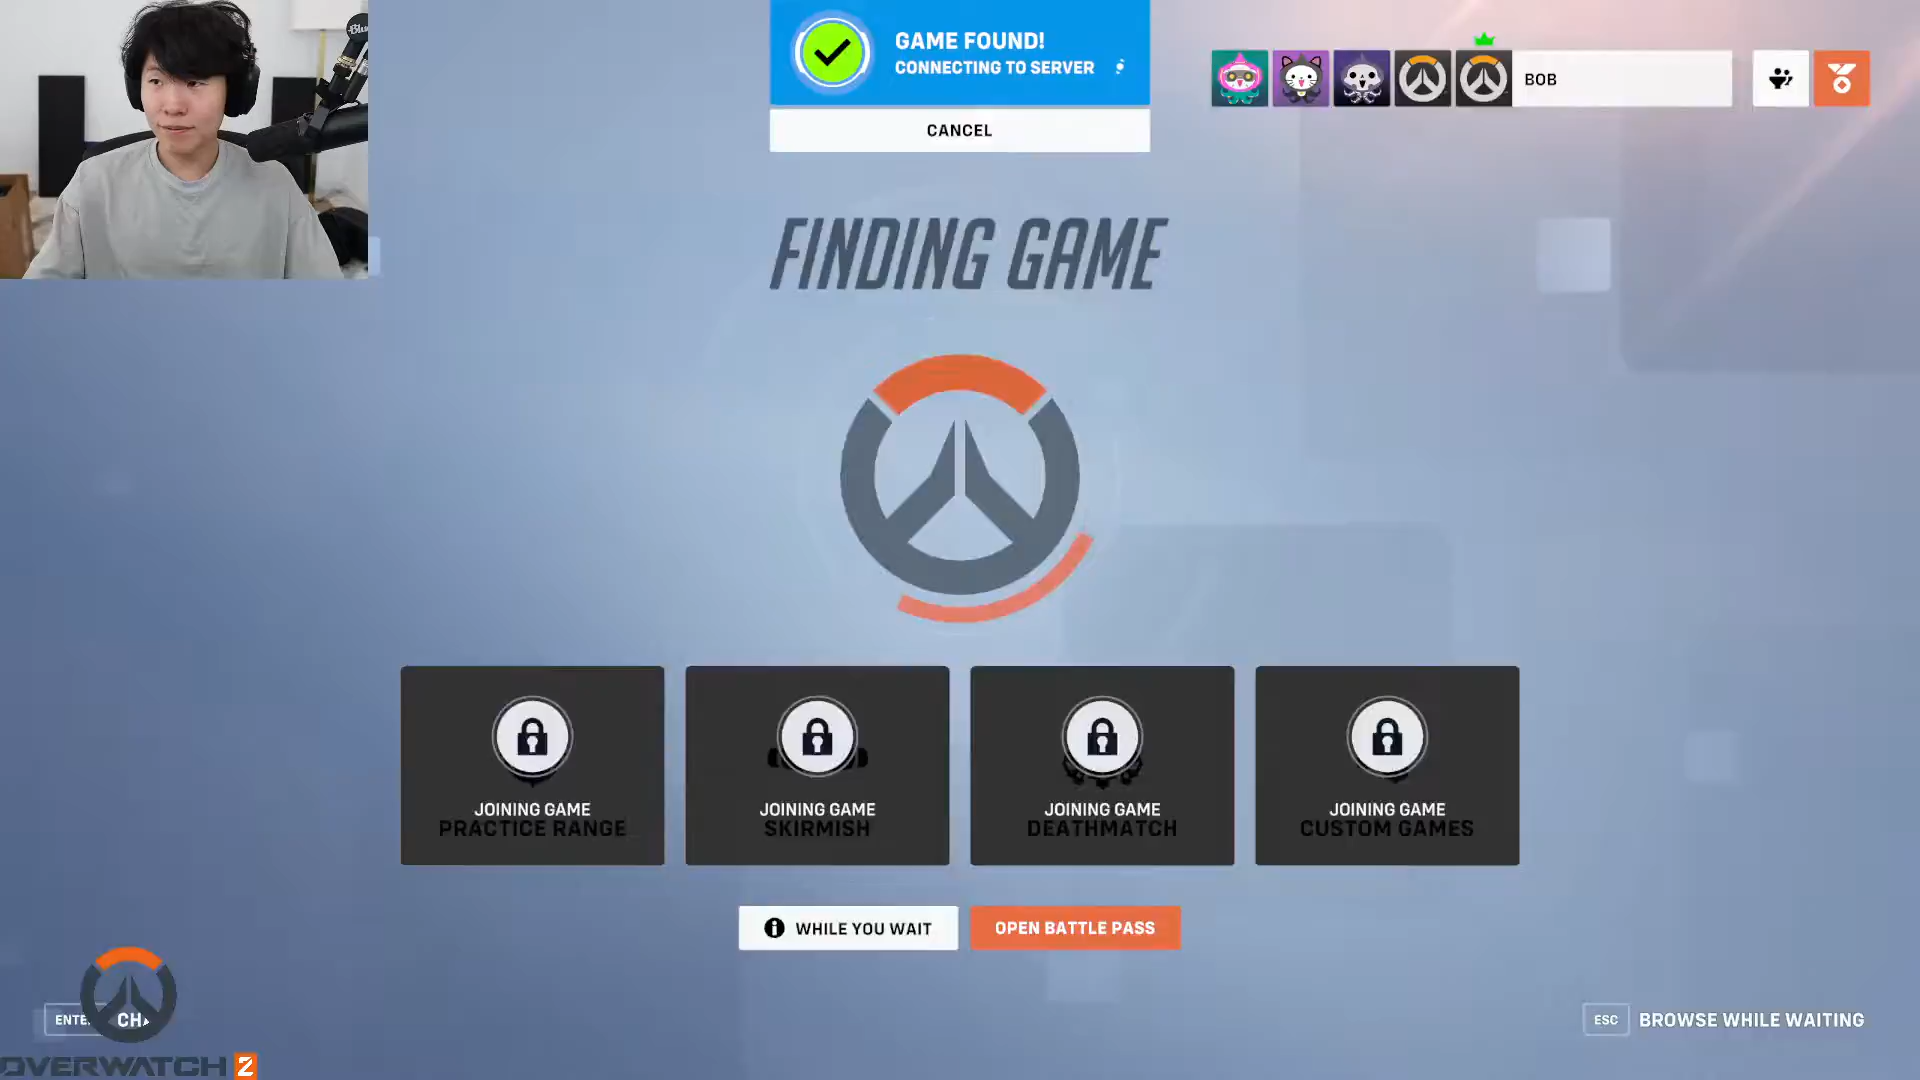 GAME FOUND!
CONNECTING TO SERVER
CANCEL
BOB
FINDING GAME
JOINING GAME
PRACTICE RANGE
JOINING GAME
SKIRMISH
JOINING GAME
DEATHMATCH
JOINING GAME
CUSTOM GAMES
WHILE YOU WAIT
OPEN BATTLE PASS
ESC BROWSE WHILE WAITING
OVERWATCH 2